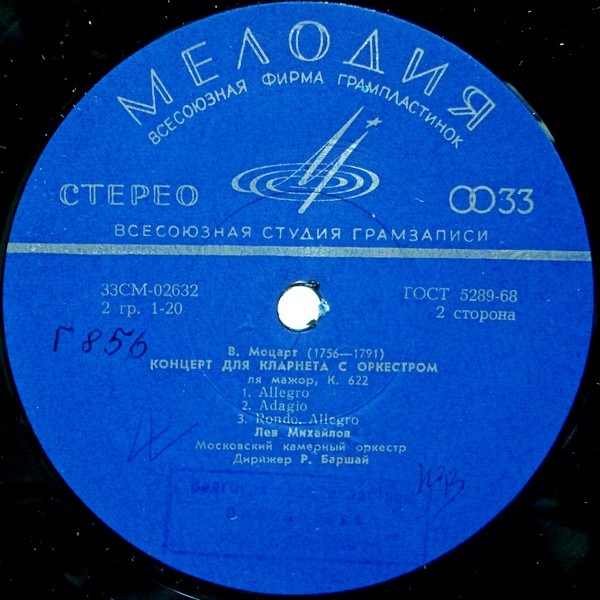 МЕЛОДИЯ
ВСЕСОЮЗНАЯ ФИРМА ГРАМПЛАСТИНОК
СТЕРЕО
33
ВСЕСОЮЗНАЯ СТУДИЯ ГРАМЗАПИСИ
33СМ-02632
2 гр. 1-20
ГОСТ 5289-68
2 сторона
Г 856
В. Моцарт (1756—1791)
КОНЦЕРТ ДЛЯ КЛАРНЕТА С ОРКЕСТРОМ
ля мажор, К. 622
1. Allegro
2. Adagio
3. Rondo. Allegro
Лев Михайлов
Московский камерный оркестр
Дирижер Р. Баршай